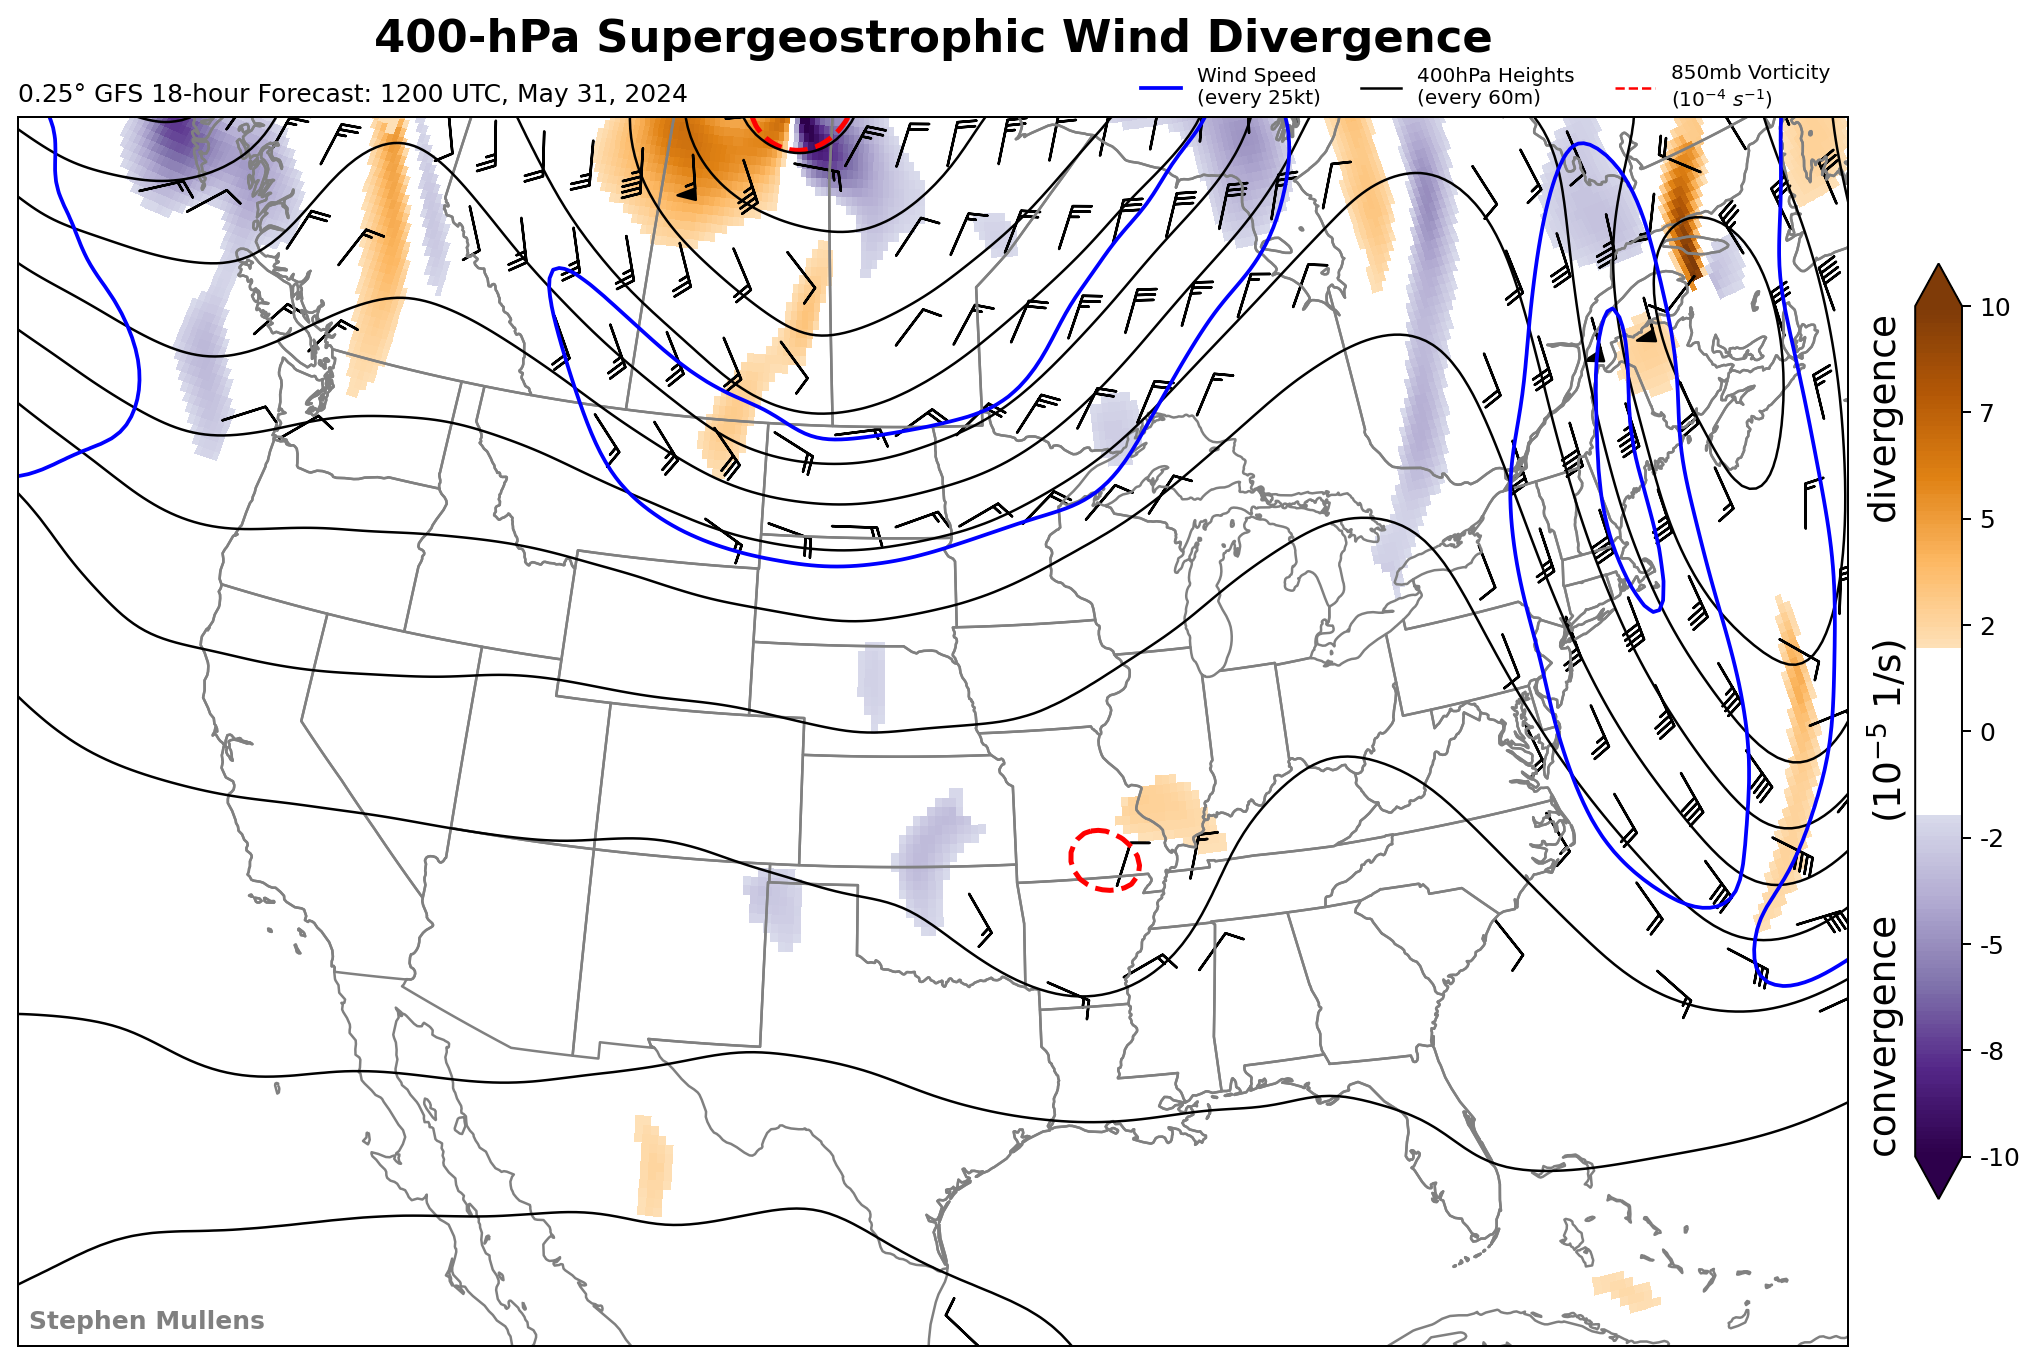 400-hPa Supergeostrophic Wind Divergence
0.25° GFS 18-hour Forecast: 1200 UTC, May 31, 2024
Wind Speed
(every 25kt)
400hPa Heights
(every 60m)
850mb Vorticity
(10⁻⁴ s⁻¹)
10
7
5
2
0
-2
-5
-8
-10
convergence (10⁻⁵ 1/s) divergence
Stephen Mullens